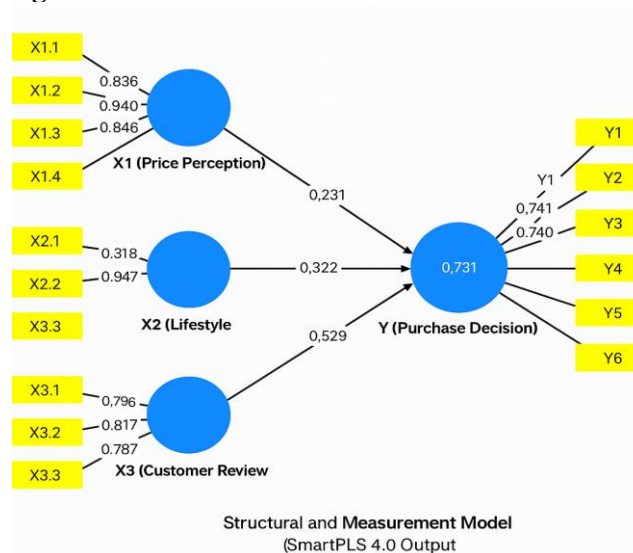 X1.1
0.836
X1.2
0.940
X1.3
0.846
X1.4
X1 (Price Perception)
0,231
X2.1
0.318
X2.2
0.947
X3.3
X2 (Lifestyle
0,322
X3.1
0,796
X3.2
0.817
X3.3
0.787
X3 (Customer Review
0,529
Y1
Y1
Y2
0,741
0.740
Y3
0,731
Y4
Y (Purchase Decision)
Y5
Y6
Structural and Measurement Model
(SmartPLS 4.0 Output